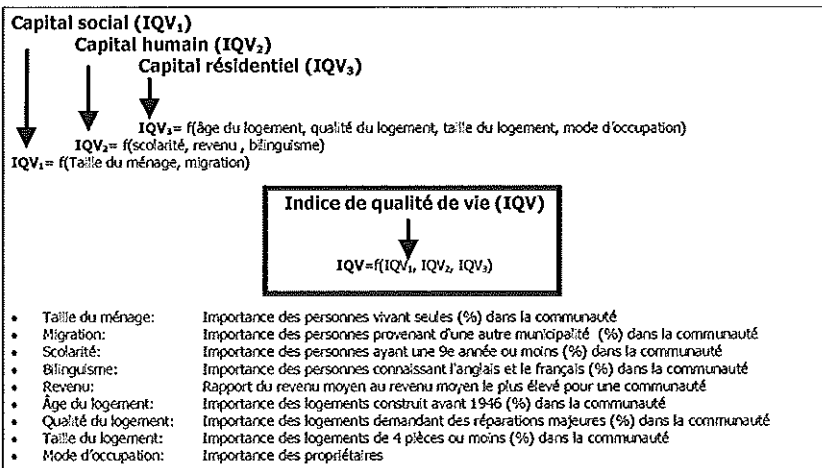 Capital social (IQV₁)
Capital humain (IQV₂)
Capital résidentiel (IQV₃)
IQV₃= f(âge du logement, qualité du logement, taille du logement, mode d'occupation)
IQV₂= f(scolarité, revenu , bilinguisme)
IQV₁= f(Taille du ménage, migration)
Indice de qualité de vie (IQV)
IQV=f(IQV₁, IQV₂, IQV₃)
• Taille du ménage: Importance des personnes vivant seules (%) dans la communauté
• Migration: Importance des personnes provenant d'une autre municipalité (%) dans la communauté
• Scolarité: Importance des personnes ayant une 9e année ou moins (%) dans la communauté
• Bilinguisme: Importance des personnes connaissant l'anglais et le français (%) dans la communauté
• Revenu: Rapport du revenu moyen au revenu moyen le plus élevé pour une communauté
• Âge du logement: Importance des logements construit avant 1946 (%) dans la communauté
• Qualité du logement: Importance des logements demandant des réparations majeures (%) dans la communauté
• Taille du logement: Importance des logements de 4 pièces ou moins (%) dans la communauté
• Mode d'occupation: Importance des propriétaires